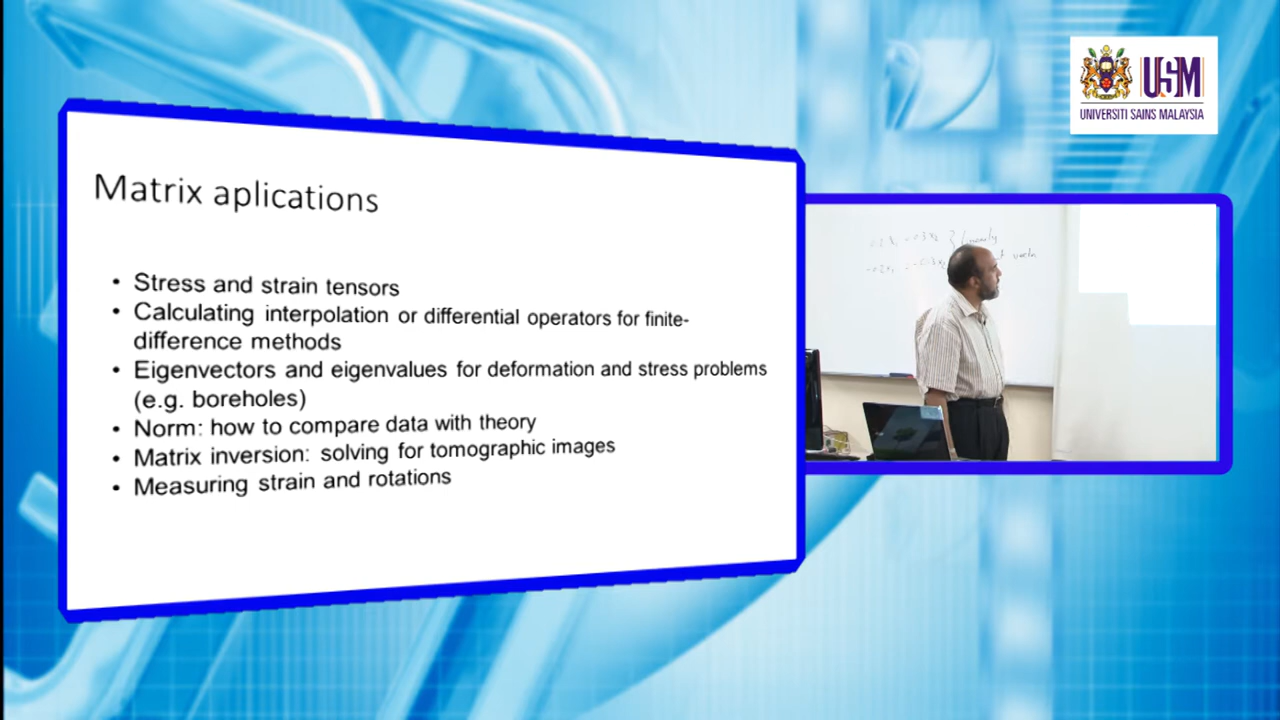 Matrix aplications
• Stress and strain tensors
• Calculating interpolation or differential operators for finite-
difference methods
• Eigenvectors and eigenvalues for deformation and stress problems
(e.g. boreholes)
• Norm: how to compare data with theory
• Matrix inversion: solving for tomographic images
• Measuring strain and rotations
USM
UNIVERSITI SAINS MALAYSIA